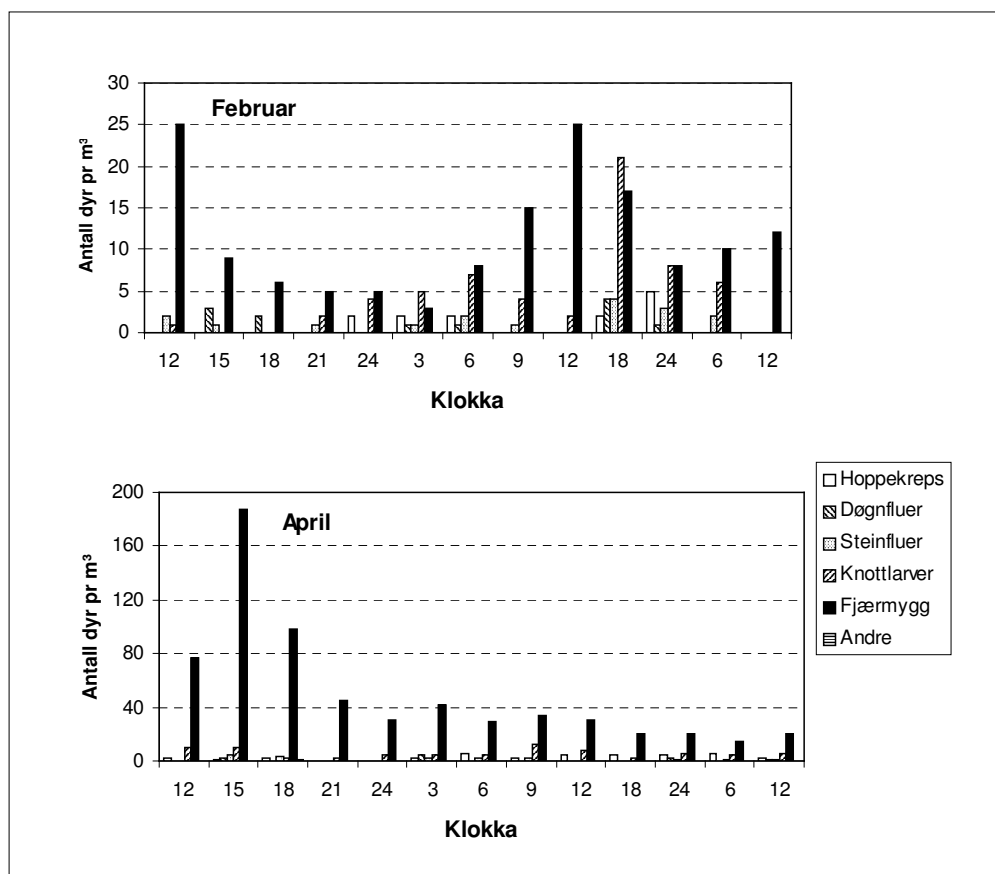 Februar
Antall dyr pr m³
30
25
20
15
10
5
0
12 15 18 21 24 3 6 9 12 18 24 6 12
Klokka
April
Antall dyr pr m³
200
160
120
80
40
0
12 15 18 21 24 3 6 9 12 18 24 6 12
Klokka
Hoppekreps
Døgnfluer
Steinfluer
Knottlarver
Fjærmygg
Andre